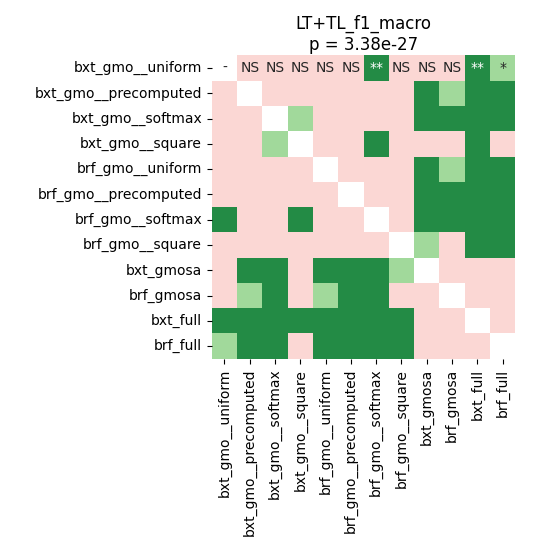 LT+TL_f1_macro
p = 3.38e-27
bxt_gmo__uniform - NS NS NS NS NS ** NS NS NS ** *
bxt_gmo__precomputed
bxt_gmo__softmax
bxt_gmo__square
brf_gmo__uniform
brf_gmo__precomputed
brf_gmo__softmax
brf_gmo__square
bxt_gmosa
brf_gmosa
bxt_full
brf_full
bxt_gmo__uniform
bxt_gmo__precomputed
bxt_gmo__softmax
bxt_gmo__square
brf_gmo__uniform
brf_gmo__precomputed
brf_gmo__softmax
brf_gmo__square
bxt_gmosa
brf_gmosa
bxt_full
brf_full